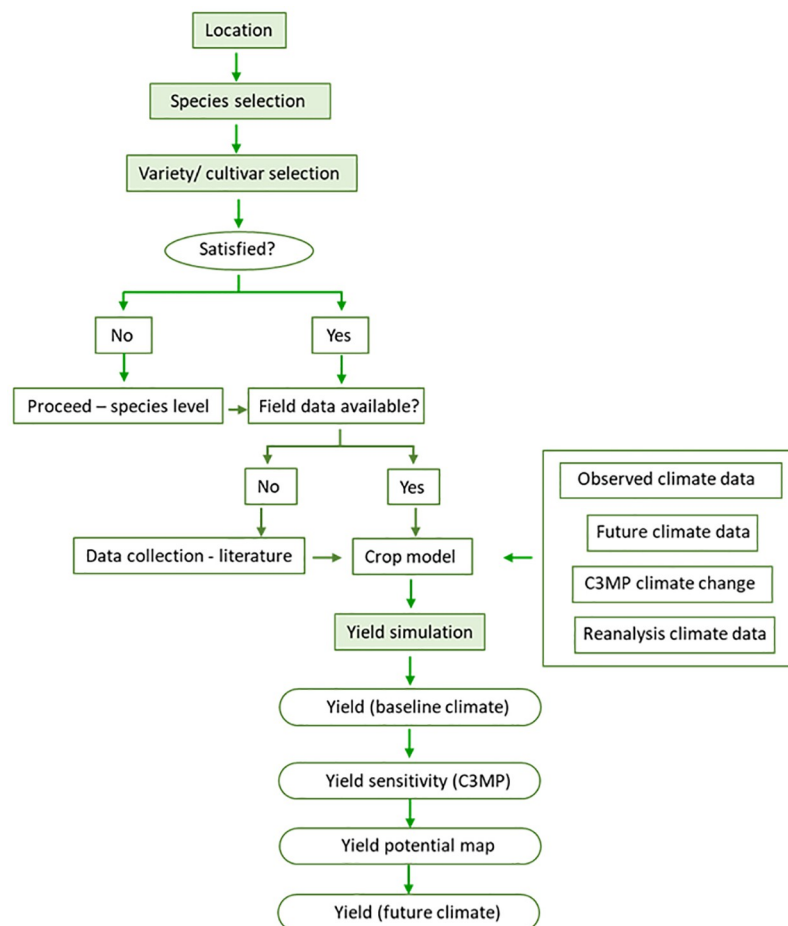 Location
Species selection
Variety/ cultivar selection
Satisfied?
No
Yes
Proceed – species level
Field data available?
No
Yes
Data collection - literature
Crop model
Observed climate data
Future climate data
C3MP climate change
Reanalysis climate data
Yield simulation
Yield (baseline climate)
Yield sensitivity (C3MP)
Yield potential map
Yield (future climate)